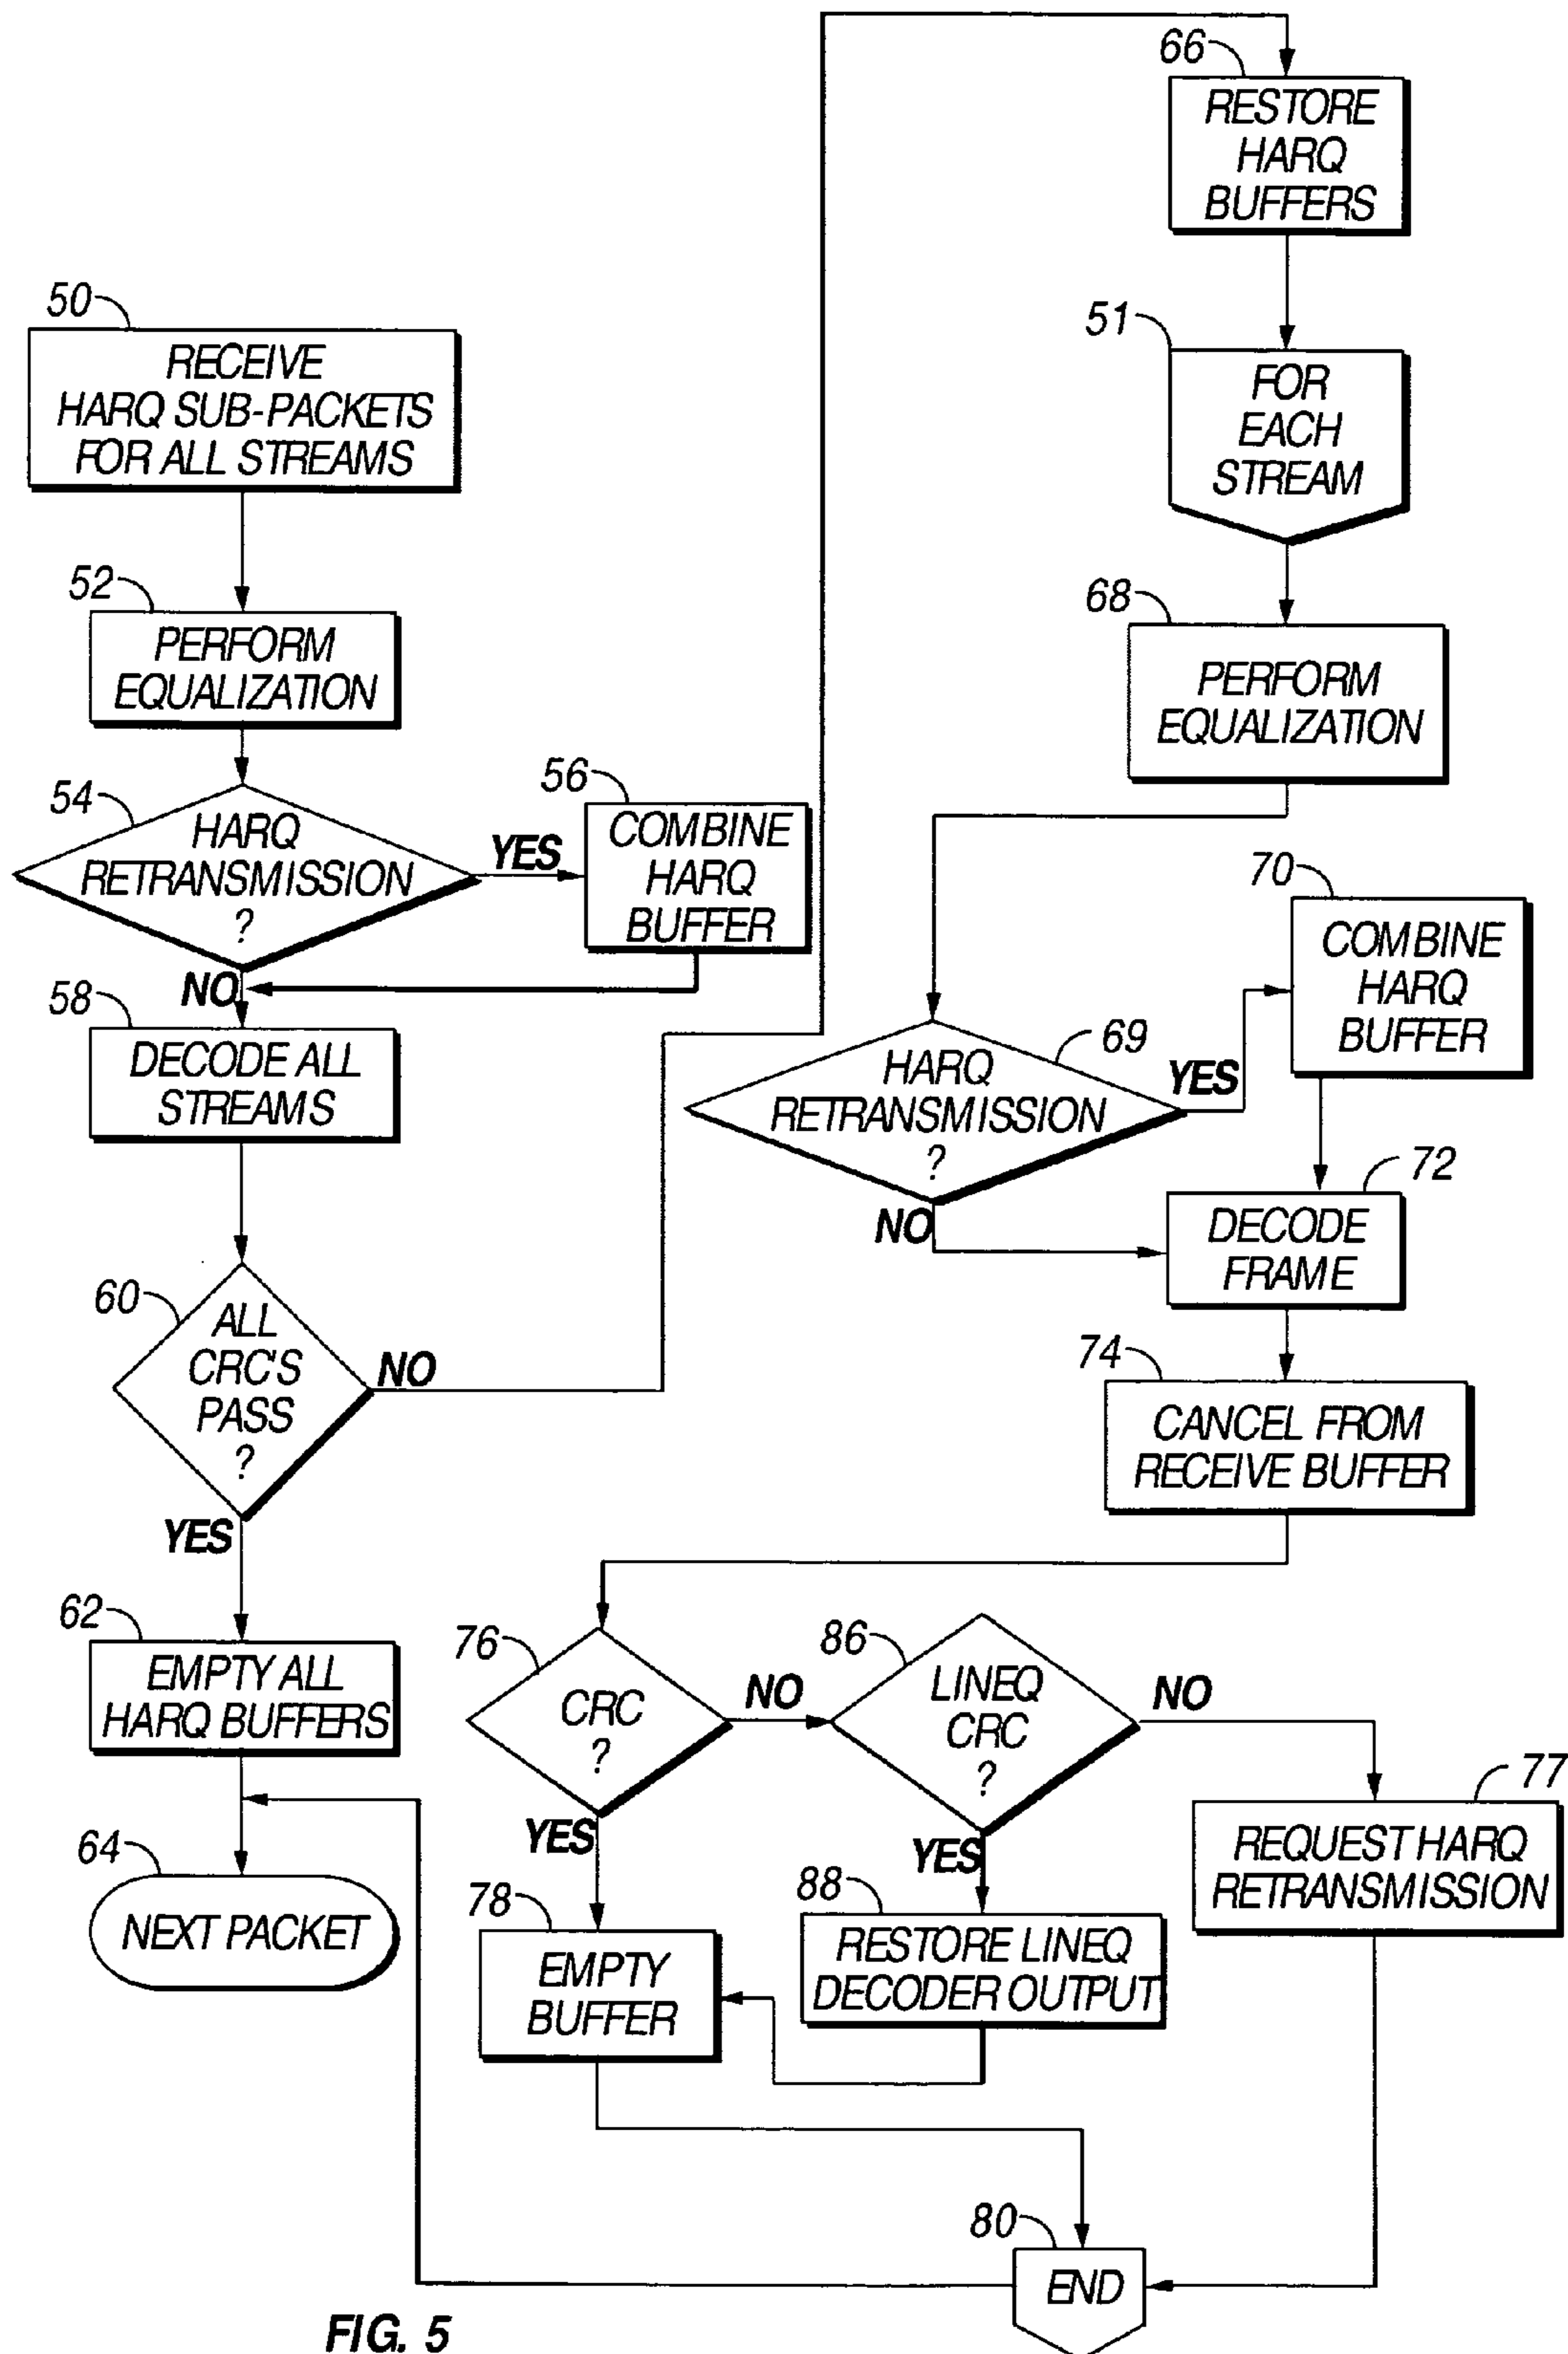 50
RECEIVE
HARQ SUB-PACKETS
FOR ALL STREAMS
52
PERFORM
EQUALIZATION
54
HARQ
RETRANSMISSION
?
YES
56
COMBINE
HARQ
BUFFER
NO
58
DECODE ALL
STREAMS
60
ALL
CRC'S
PASS
?
NO
YES
62
EMPTY ALL
HARQ BUFFERS
64
NEXT PACKET
66
RESTORE
HARQ
BUFFERS
51
FOR
EACH
STREAM
68
PERFORM
EQUALIZATION
69
HARQ
RETRANSMISSION
?
YES
70
COMBINE
HARQ
BUFFER
NO
72
DECODE
FRAME
74
CANCEL FROM
RECEIVE BUFFER
76
CRC
?
NO
YES
86
LINEQ
CRC
?
NO
YES
77
REQUEST HARQ
RETRANSMISSION
78
EMPTY
BUFFER
88
RESTORE LINEQ
DECODER OUTPUT
80
END
FIG. 5